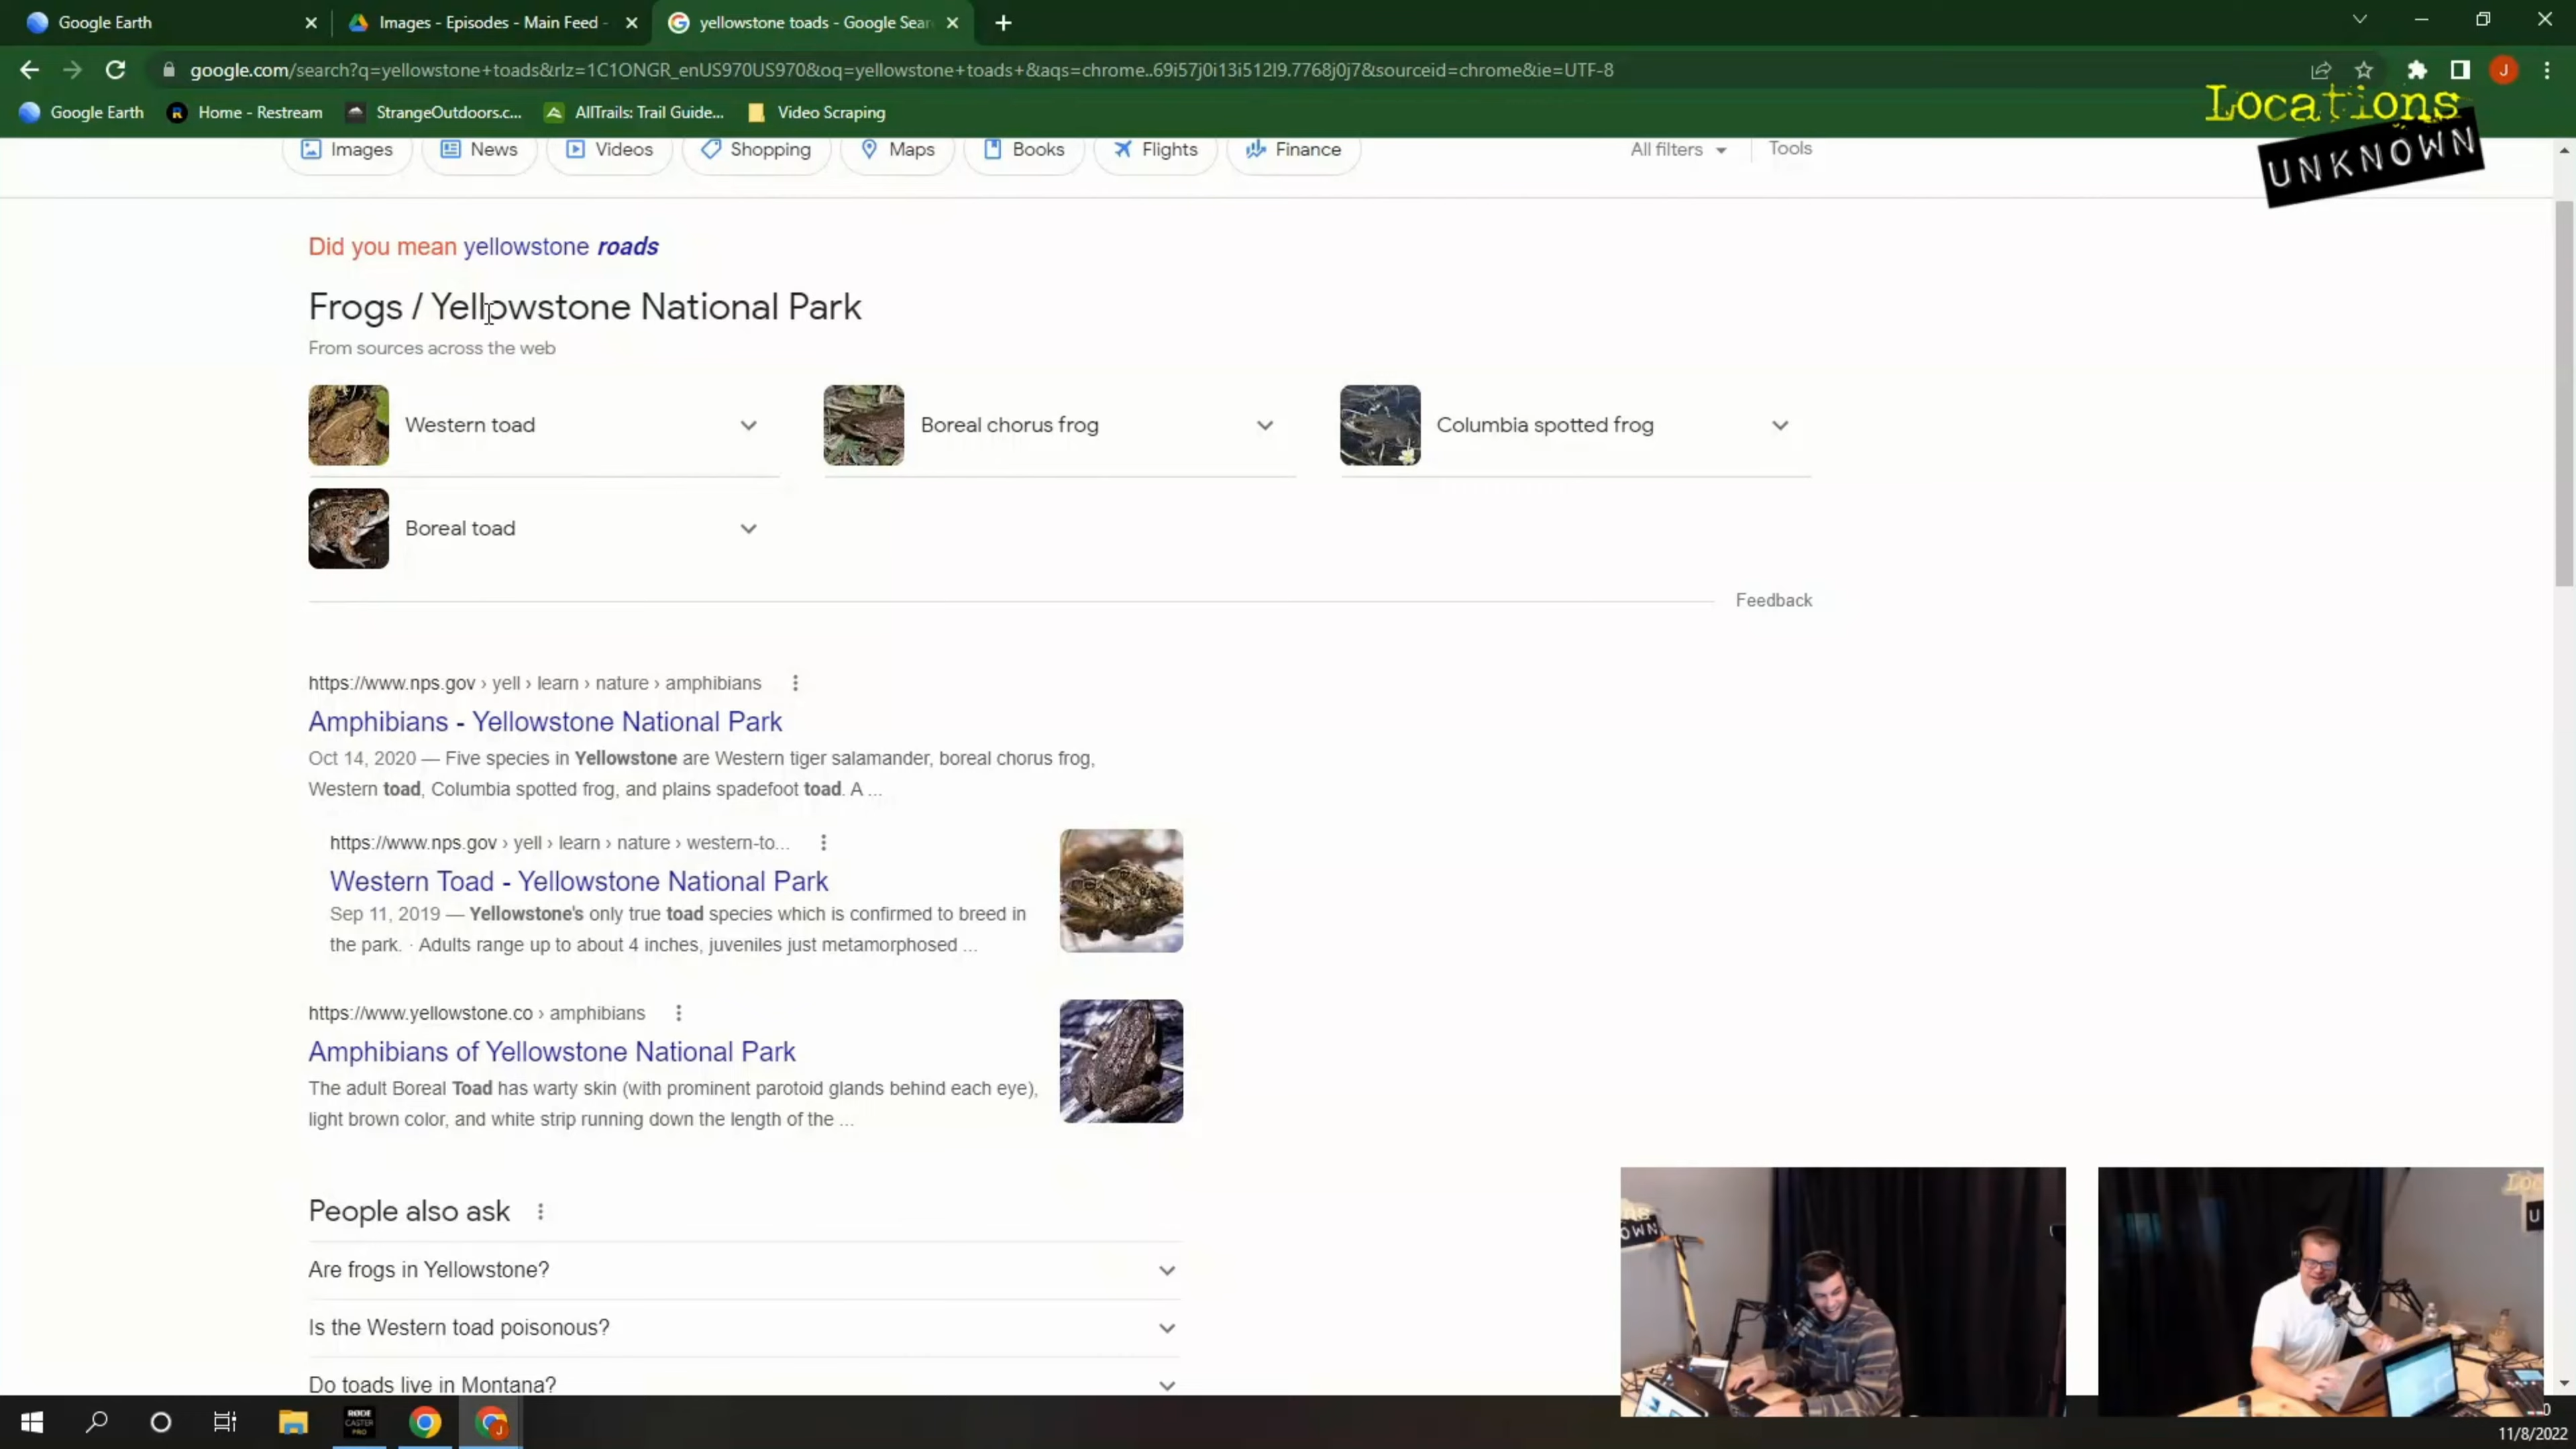 Google Earth
Images - Episodes - Main Feed -
yellowstone toads - Google Sear
google.com/search?q=yellowstone+toads&rlz=1C1ONGR_enUS970US970&oq=yellowstone+toads+&aqs=chrome..69i57j0i13i512l9.7768j0j7&sourceid=chrome&ie=UTF-8
J
Google Earth
Home - Restream
StrangeOutdoors.c...
AllTrails: Trail Guide...
Video Scraping
Locations
UNKNOWN
Images
News
Videos
Shopping
Maps
Books
Flights
Finance
All filters
Tools
Did you mean yellowstone roads
Frogs / Yellowstone National Park
From sources across the web
Western toad
Boreal chorus frog
Columbia spotted frog
Boreal toad
Feedback
https://www.nps.gov › yell › learn › nature › amphibians
Amphibians - Yellowstone National Park
Oct 14, 2020 — Five species in Yellowstone are Western tiger salamander, boreal chorus frog,
Western toad, Columbia spotted frog, and plains spadefoot toad. A ...
https://www.nps.gov › yell › learn › nature › western-to...
Western Toad - Yellowstone National Park
Sep 11, 2019 — Yellowstone's only true toad species which is confirmed to breed in
the park. · Adults range up to about 4 inches, juveniles just metamorphosed ...
https://www.yellowstone.co › amphibians
Amphibians of Yellowstone National Park
The adult Boreal Toad has warty skin (with prominent parotoid glands behind each eye),
light brown color, and white strip running down the length of the ...
People also ask
Are frogs in Yellowstone?
Is the Western toad poisonous?
Do toads live in Montana?
OWN
Loc
U
RØDE
CASTER
PRO
J
11/8/2022